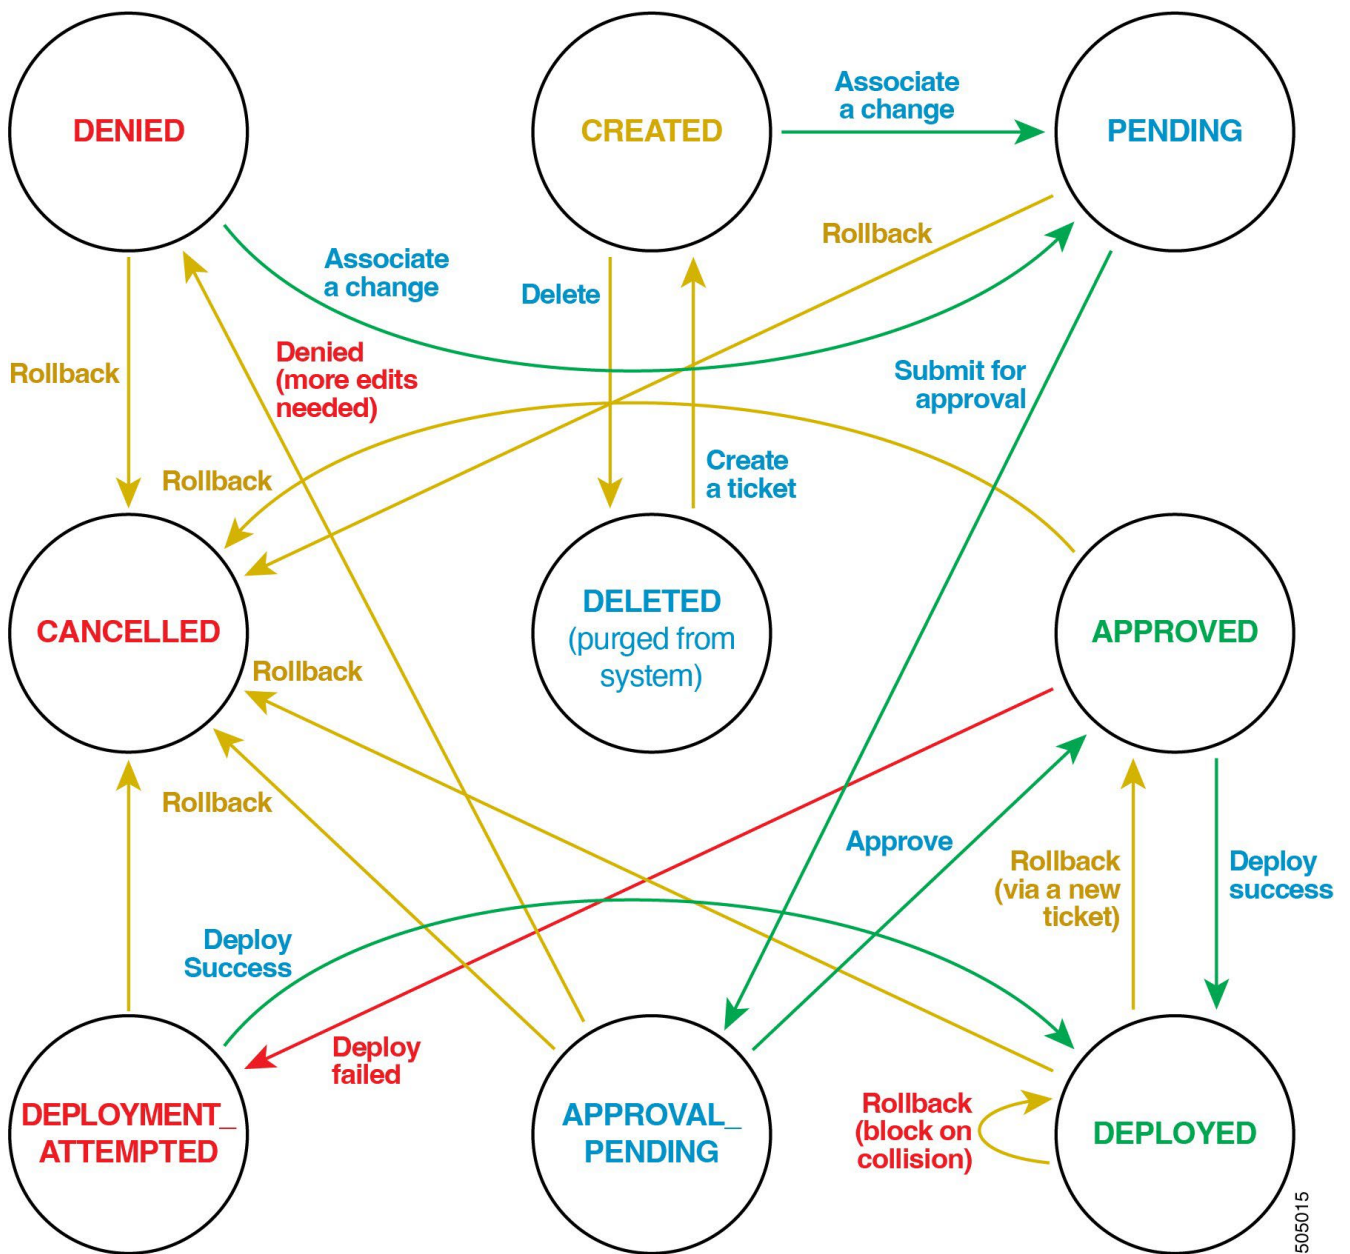 Associate
a change
DENIED
CREATED
PENDING
Rollback
Associate
a change
Delete
Denied
(more edits
needed)
Rollback
Submit for
approval
Create
a ticket
Rollback
DELETED
(purged from
system)
CANCELLED
APPROVED
Rollback
Rollback
Approve
Rollback
(via a new
ticket)
Deploy
success
Deploy
Success
Deploy
failed
Rollback
(block on
collision)
DEPLOYMENT_
ATTEMPTED
APPROVAL_
PENDING
DEPLOYED
505015